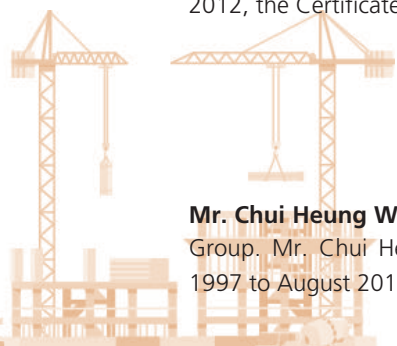 2012, the Certificate
Mr. Chui Heung W
Group. Mr. Chui He
1997 to August 201